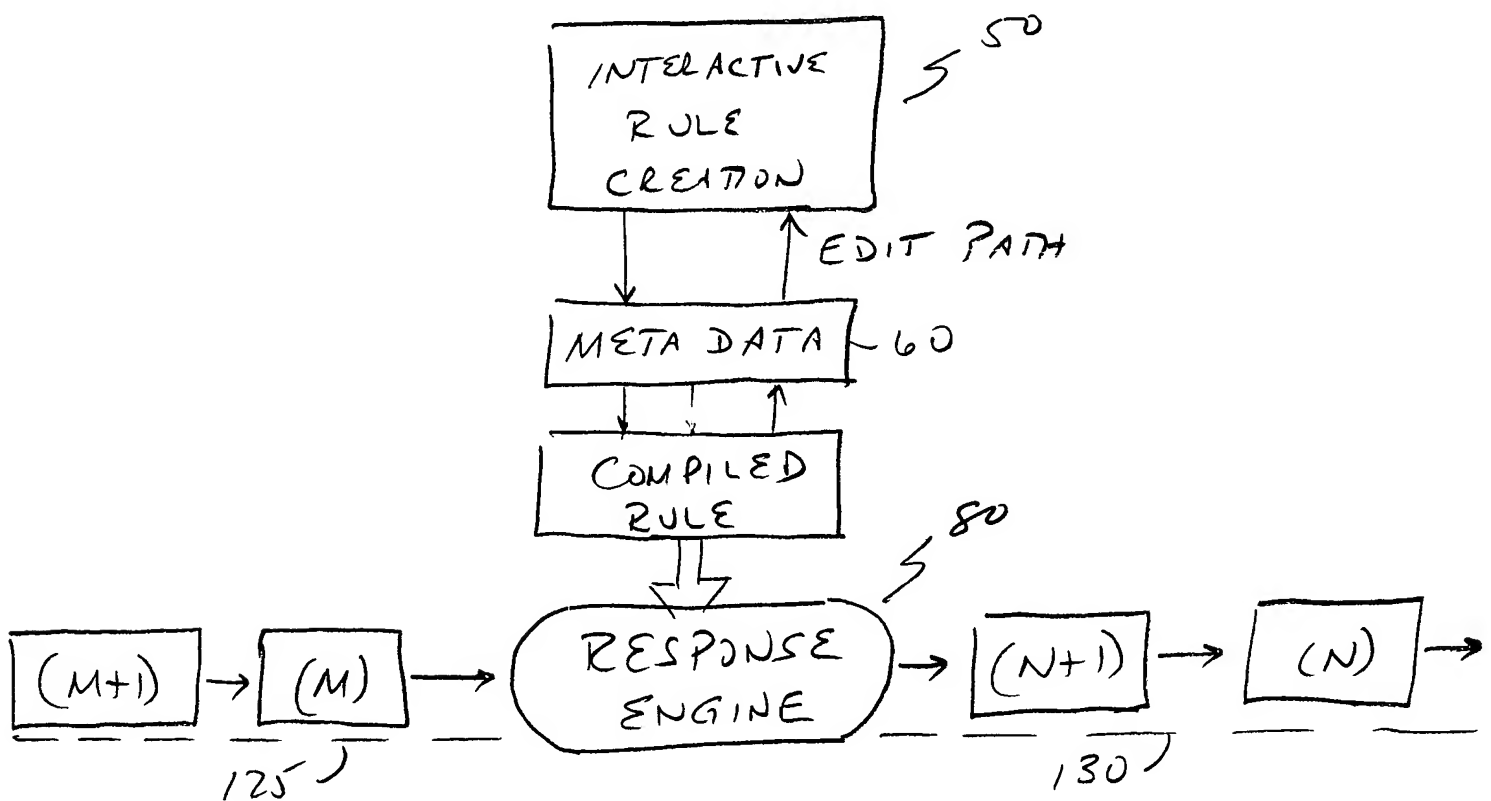 INTERACTIVE
RULE
CREATION
50
EDIT PATH
META DATA
60
COMPILED
RULE
80
(M+1)
(M)
RESPONSE
ENGINE
(N+1)
(N)
125
130